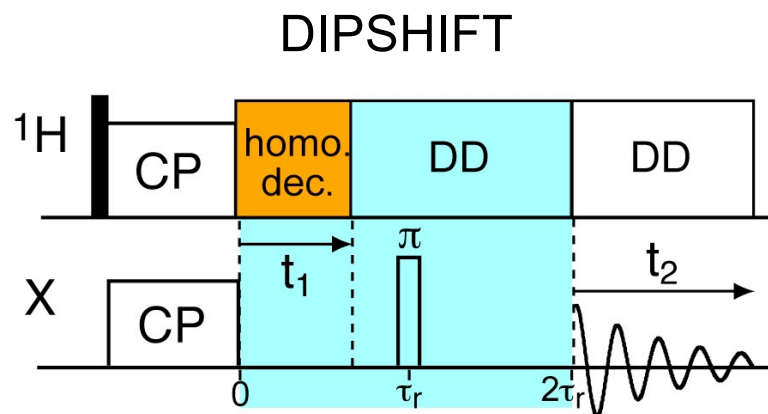 DIPSHIFT
¹H
CP
homo.
dec.
DD
DD
t₁
π
t₂
X
CP
0
τᵣ
2τᵣ